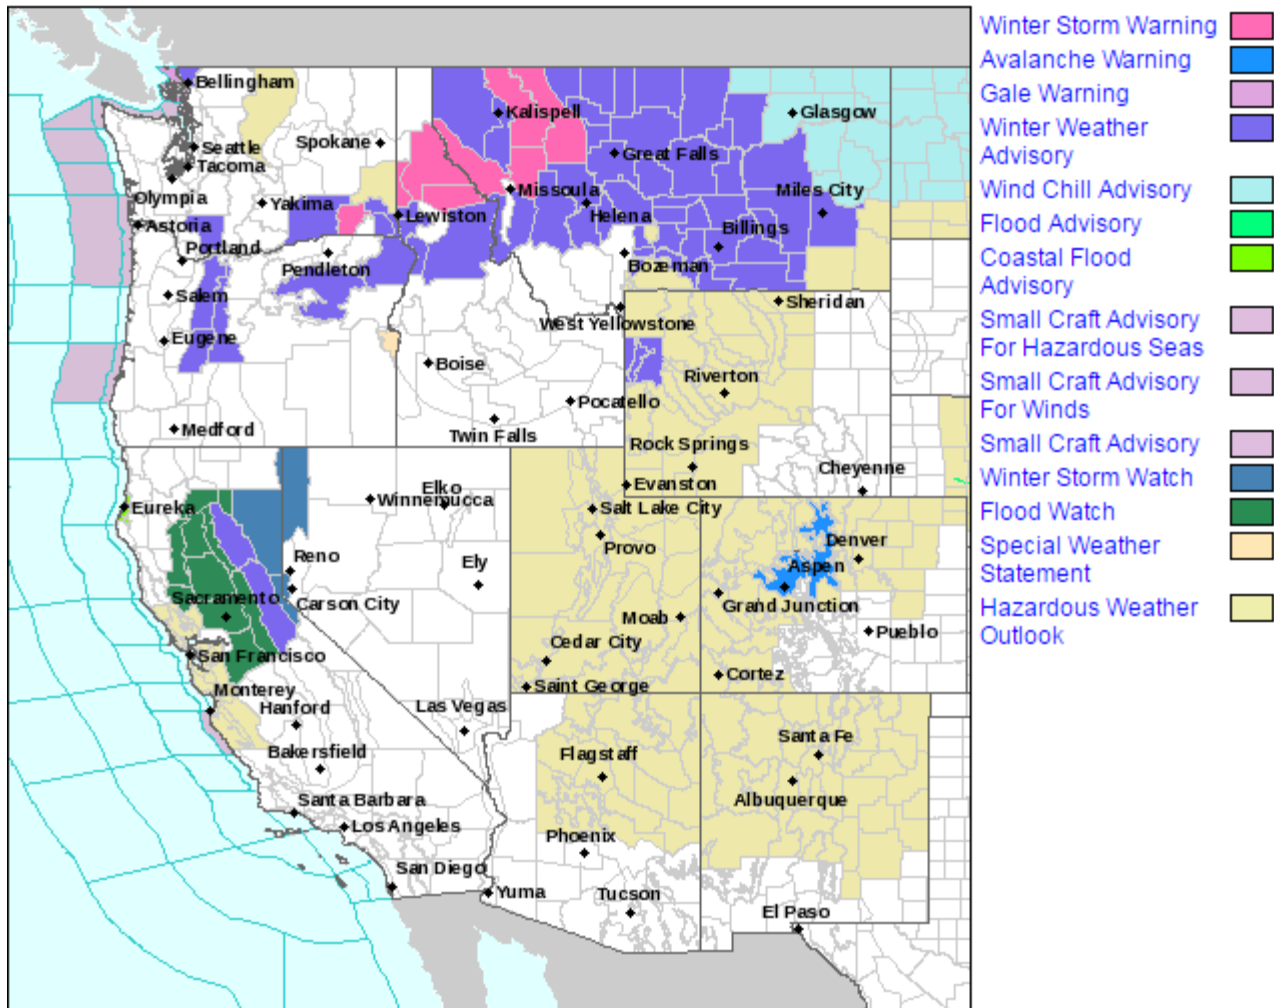 Winter Storm Warning
Avalanche Warning
Gale Warning
Winter Weather
Advisory
Wind Chill Advisory
Flood Advisory
Coastal Flood
Advisory
Small Craft Advisory
For Hazardous Seas
Small Craft Advisory
For Winds
Small Craft Advisory
Winter Storm Watch
Flood Watch
Special Weather
Statement
Hazardous Weather
Outlook
Bellingham
Kalispell
Glasgow
Seattle
Spokane
Great Falls
Tacoma
Olympia
Missoula
Miles City
Yakima
Lewiston
Helena
Astoria
Billings
Portland
Pendleton
Bozeman
Salem
Sheridan
West Yellowstone
Eugene
Boise
Riverton
Pocatello
Medford
Twin Falls
Rock Springs
Cheyenne
Evanston
Elko
Winnemucca
Eureka
Salt Lake City
Provo
Denver
Reno
Ely
Aspen
Sacramento
Carson City
Grand Junction
Moab
Pueblo
Cedar City
San Francisco
Cortez
Saint George
Monterey
Hanford
Las Vegas
Santa Fe
Bakersfield
Flagstaff
Albuquerque
Santa Barbara
Los Angeles
Phoenix
San Diego
Yuma
Tucson
El Paso